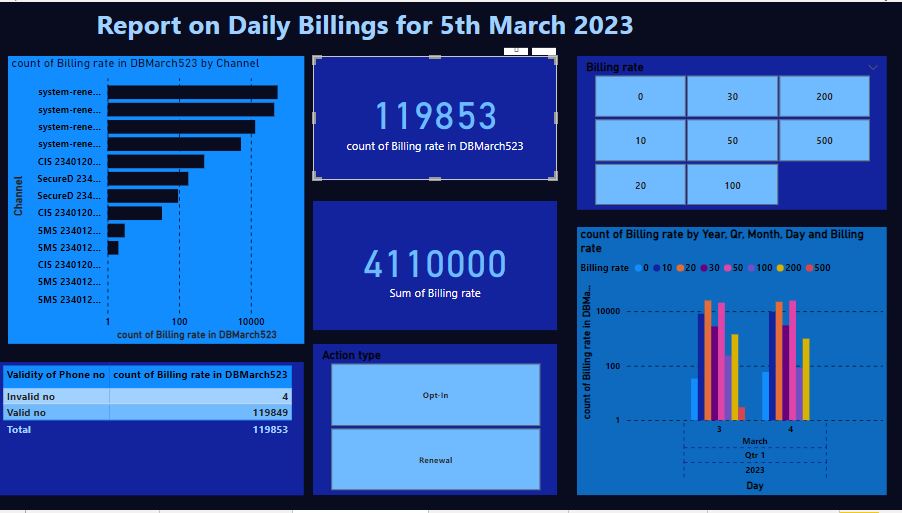 Report on Daily Billings for 5th March 2023
count of Billing rate in DBMarch523 by Channel
Channel
system-rene...
system-rene...
system-rene...
system-rene...
CIS 2340120...
SecureD 234...
SecureD 234...
CIS 2340120...
SMS 234012...
SMS 234012...
CIS 234012...
SMS 234012...
SMS 234012...
1 100 10000
count of Billing rate in DBMarch523
119853
count of Billing rate in DBMarch523
4110000
Sum of Billing rate
Billing rate
0 30 200
10 50 500
20 100
count of Billing rate by Year, Qr, Month, Day and Billing
rate
Billing rate 0 10 20 30 50 100 200 500
count of Billing rate in DBMa...
10000
100
1
3 4
March
Qtr 1
2023
Day
Validity of Phone no count of Billing rate in DBMarch523
Invalid no 4
Valid no 119849
Total 119853
Action type
Opt-In
Renewal